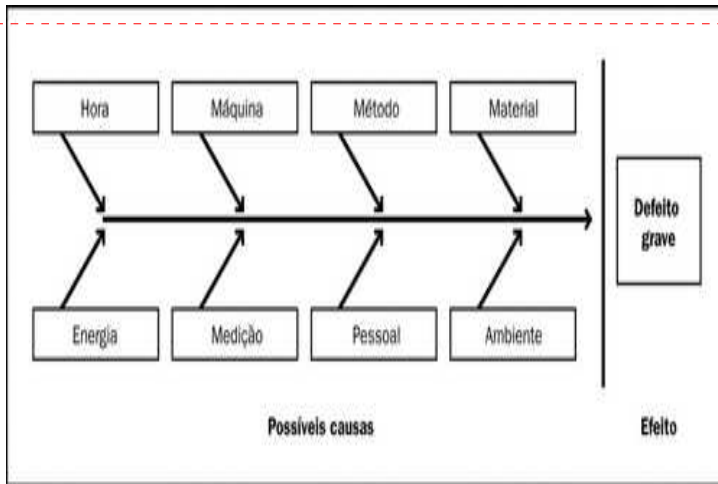 Hora
Máquina
Método
Material
Defeito
grave
Energia
Medição
Pessoal
Ambiente
Possíveis causas
Efeito